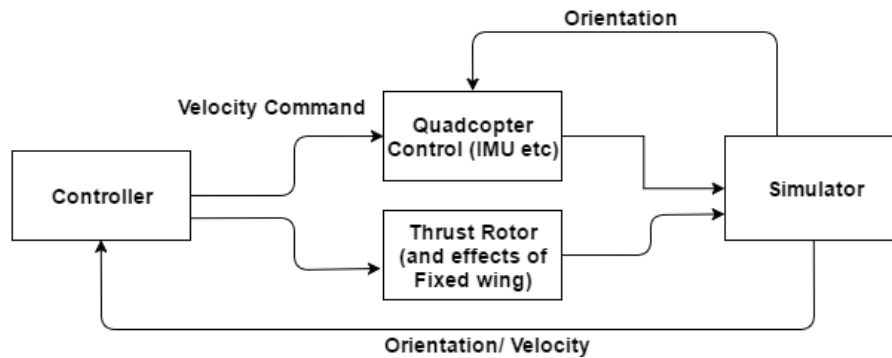 Orientation
Velocity Command
Quadcopter
Control (IMU etc)
Controller
Simulator
Thrust Rotor
(and effects of
Fixed wing)
Orientation/ Velocity